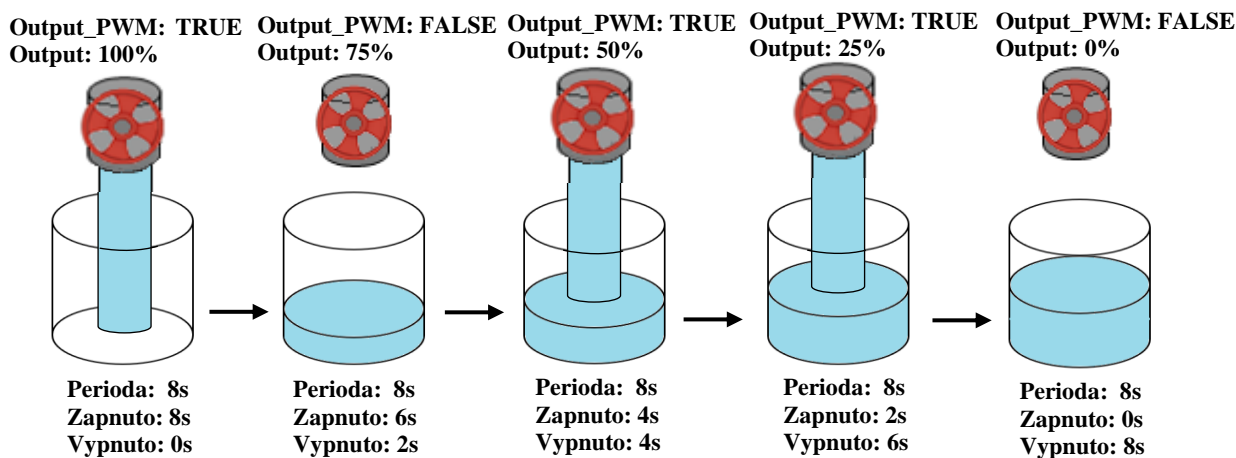 Output_PWM: TRUE
Output: 100%
Output_PWM: FALSE
Output: 75%
Output_PWM: TRUE
Output: 50%
Output_PWM: TRUE
Output: 25%
Output_PWM: FALSE
Output: 0%
Perioda: 8s
Zapnuto: 8s
Vypnuto: 0s
Perioda: 8s
Zapnuto: 6s
Vypnuto: 2s
Perioda: 8s
Zapnuto: 4s
Vypnuto: 4s
Perioda: 8s
Zapnuto: 2s
Vypnuto: 6s
Perioda: 8s
Zapnuto: 0s
Vypnuto: 8s